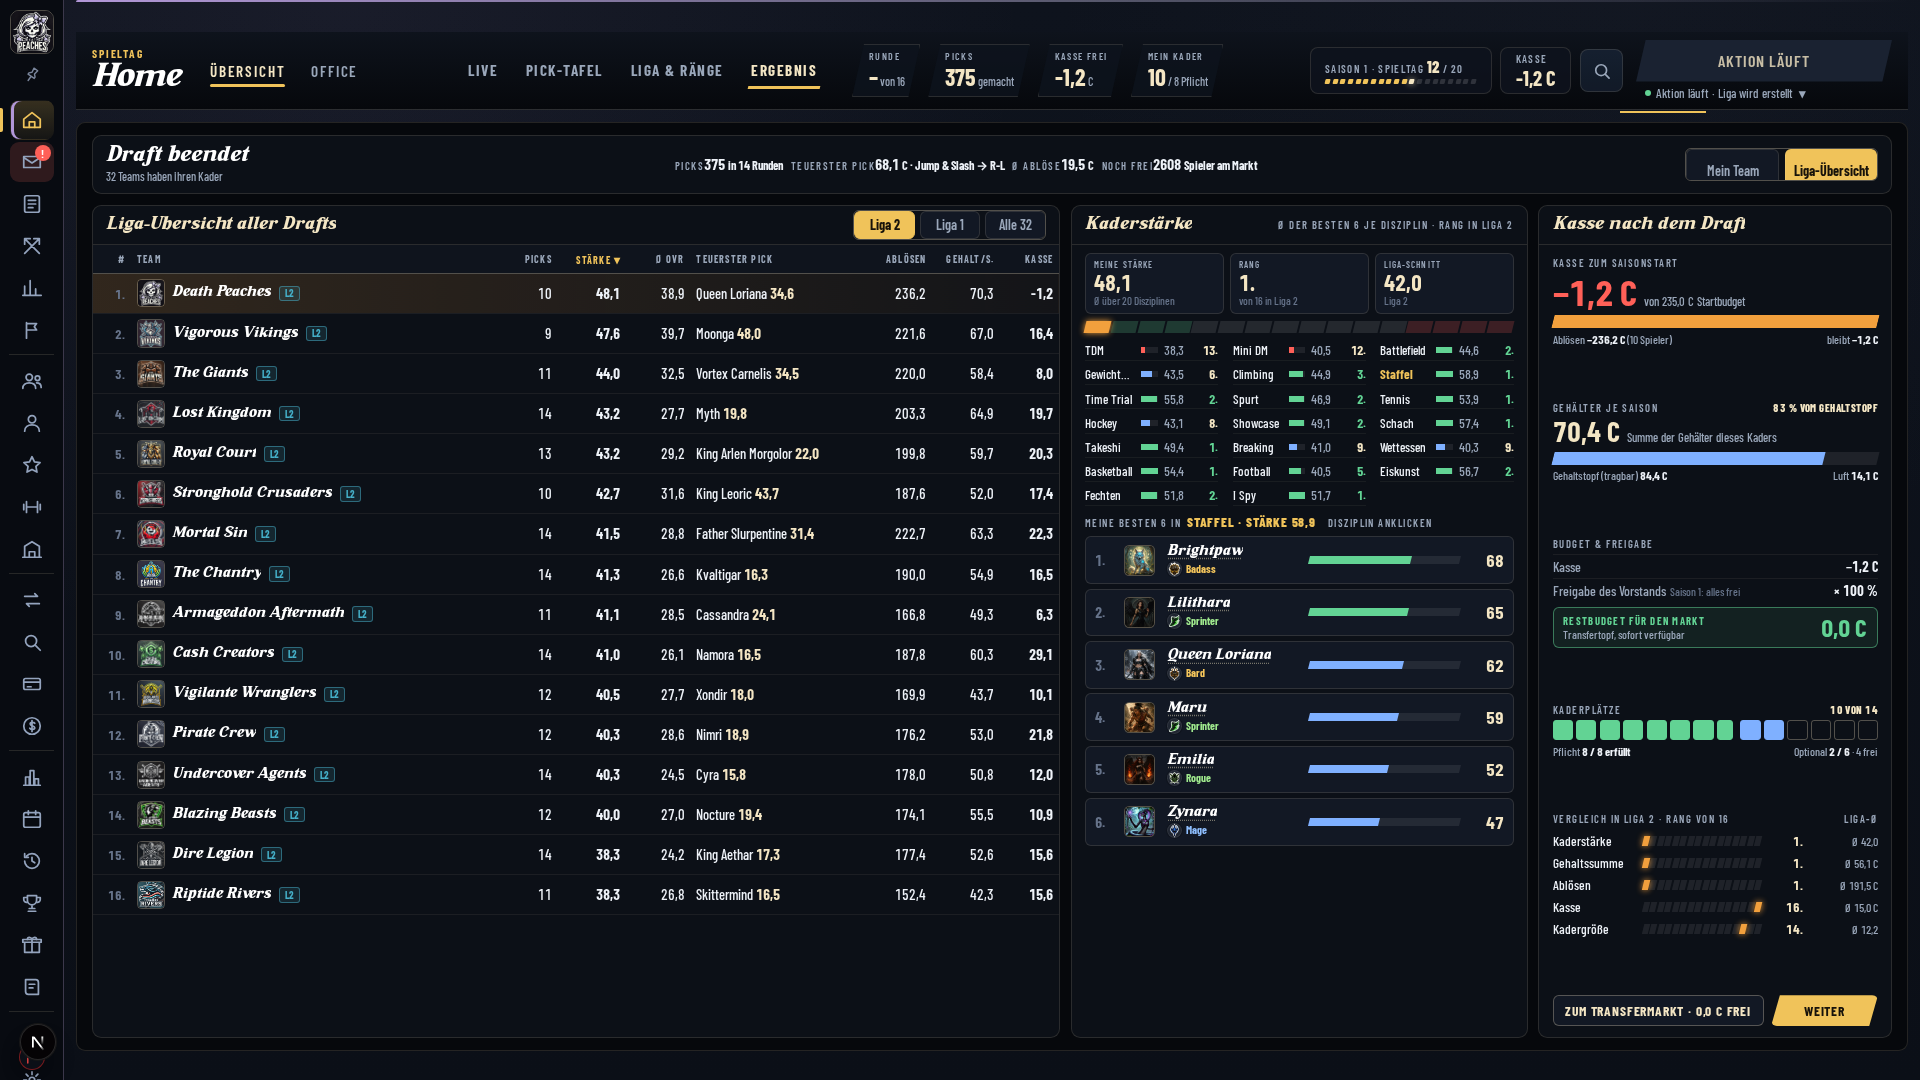 SPIELTAG
Home
ÜBERSICHT
OFFICE
LIVE
PICK-TAFEL
LIGA & RÄNGE
ERGEBNIS
RUNDE
– von 16
PICKS
375 gemacht
KASSE FREI
-1,2 C
MEIN KADER
10 / 8 Pflicht
SAISON 1 · SPIELTAG 12 / 20
KASSE
-1,2 C
AKTION LÄUFT
Aktion läuft · Liga wird erstellt ▼
Draft beendet
32 Teams haben ihren Kader
PICKS 375 in 14 Runden TEUERSTER PICK 68,1 C · Jump & Slash → R-L Ø ABLÖSE 19,5 C NOCH FREI 2608 Spieler am Markt
Mein Team
Liga-Übersicht
Liga-Übersicht aller Drafts
Liga 2
Liga 1
Alle 32
# TEAM PICKS STÄRKE ▼ Ø OVR TEUERSTER PICK ABLÖSEN GEHALT/S. KASSE
1. Death Peaches L2 10 48,1 38,9 Queen Loriana 34,6 236,2 70,3 -1,2
2. Vigorous Vikings L2 9 47,6 39,7 Moonga 48,0 221,6 67,0 16,4
3. The Giants L2 11 44,0 32,5 Vortex Carnelis 34,5 220,0 58,4 8,0
4. Lost Kingdom L2 14 43,2 27,7 Myth 19,8 203,3 64,9 19,7
5. Royal Court L2 13 43,2 29,2 King Arlen Morgolor 22,0 199,8 59,7 20,3
6. Stronghold Crusaders L2 10 42,7 31,6 King Leoric 43,7 187,6 52,0 17,4
7. Mortal Sin L2 14 41,5 28,8 Father Slurpentine 31,4 222,7 63,3 22,3
8. The Chantry L2 14 41,3 26,6 Kvaltigar 16,3 190,0 54,9 16,5
9. Armageddon Aftermath L2 11 41,1 28,5 Cassandra 24,1 166,8 49,3 6,3
10. Cash Creators L2 14 41,0 26,1 Namora 16,5 187,8 60,3 29,1
11. Vigilante Wranglers L2 12 40,5 27,7 Xondir 18,0 169,9 43,7 10,1
12. Pirate Crew L2 12 40,3 28,6 Nimri 18,9 176,2 53,0 21,8
13. Undercover Agents L2 14 40,3 24,5 Cyra 15,8 178,0 50,8 12,0
14. Blazing Beasts L2 12 40,0 27,0 Nocture 19,4 174,1 55,5 10,9
15. Dire Legion L2 14 38,3 24,2 King Aethar 17,3 177,4 52,6 15,6
16. Riptide Rivers L2 11 38,3 26,8 Skittermind 16,5 152,4 42,3 15,6
Kaderstärke
Ø DER BESTEN 6 JE DISZIPLIN · RANG IN LIGA 2
MEINE STÄRKE
48,1
Ø über 20 Disziplinen
RANG
1.
von 16 in Liga 2
LIGA-SCHNITT
42,0
Liga 2
TDM 38,3 13. Mini DM 40,5 12. Battlefield 44,6 2.
Gewicht... 43,5 6. Climbing 44,9 3. Staffel 58,9 1.
Time Trial 55,8 2. Spurt 46,9 2. Tennis 53,9 1.
Hockey 43,1 8. Showcase 49,1 2. Schach 57,4 1.
Takeshi 49,4 1. Breaking 41,0 9. Wettessen 40,3 9.
Basketball 54,4 1. Football 40,5 5. Eiskunst 56,7 2.
Fechten 51,8 2. I Spy 51,7 1.
MEINE BESTEN 6 IN STAFFEL · STÄRKE 58,9 DISZIPLIN ANKLICKEN
1. Brightpaw 68
Badass
2. Lilithara 65
Sprinter
3. Queen Loriana 62
Bard
4. Maru 59
Sprinter
5. Emilia 52
Rogue
6. Zynara 47
Mage
Kasse nach dem Draft
KASSE ZUM SAISONSTART
−1,2 C von 235,0 C Startbudget
Ablösen −236,2 C (10 Spieler) bleibt −1,2 C
GEHÄLTER JE SAISON 83 % VOM GEHALTSTOPF
70,4 C Summe der Gehälter dieses Kaders
Gehaltstopf (tragbar) 84,4 C Luft 14,1 C
BUDGET & FREIGABE
Kasse −1,2 C
Freigabe des Vorstands Saison 1: alles frei × 100 %
RESTBUDGET FÜR DEN MARKT
Transfertopf, sofort verfügbar
0,0 C
KADERPLÄTZE 10 VON 14
Pflicht 8 / 8 erfüllt Optional 2 / 6 · 4 frei
VERGLEICH IN LIGA 2 · RANG VON 16 LIGA-Ø
Kaderstärke 1. Ø 42,0
Gehaltssumme 1. Ø 56,1 C
Ablösen 1. Ø 191,5 C
Kasse 16. Ø 15,0 C
Kadergröße 14. Ø 12,2
ZUM TRANSFERMARKT · 0,0 C FREI
WEITER